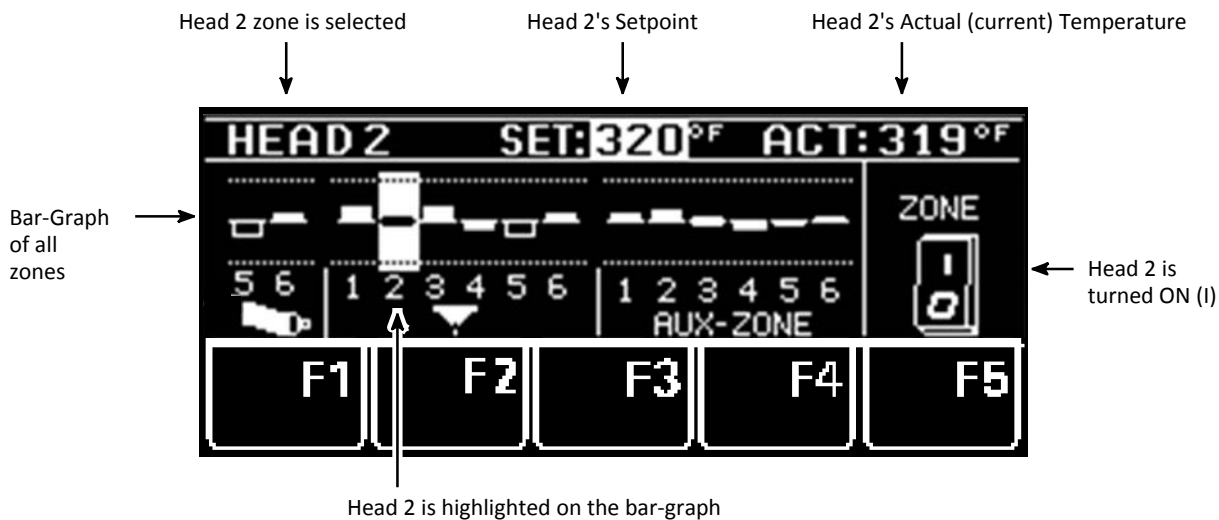 Head 2 zone is selected
Head 2's Setpoint
Head 2's Actual (current) Temperature
HEAD 2 SET:320°F ACT:319°F
Bar-Graph
of all
zones
ZONE
I
0
Head 2 is
turned ON (I)
5 6 1 2 3 4 5 6 1 2 3 4 5 6
AUX-ZONE
F1 F2 F3 F4 F5
Head 2 is highlighted on the bar-graph